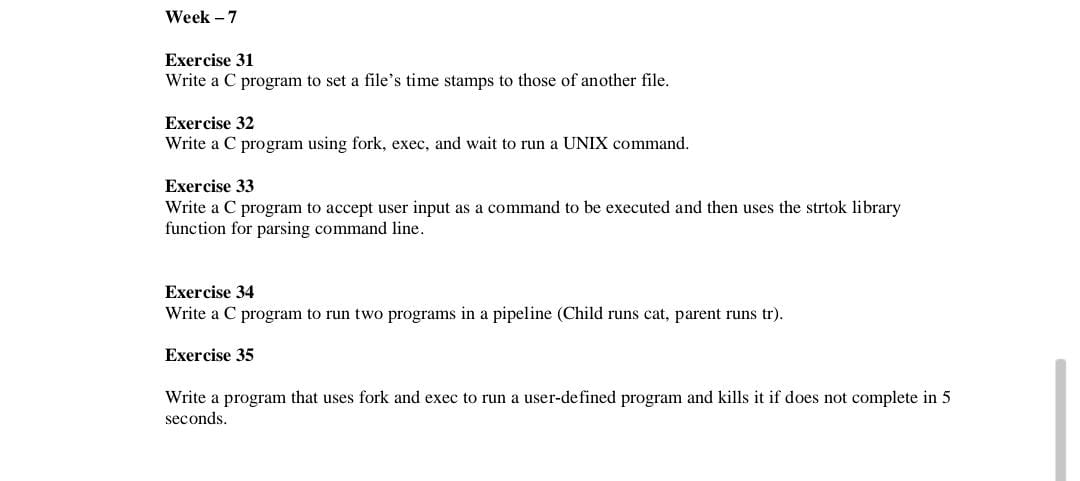 Week – 7
Exercise 31
Write a C program to set a file’s time stamps to those of another file.
Exercise 32
Write a C program using fork, exec, and wait to run a UNIX command.
Exercise 33
Write a C program to accept user input as a command to be executed and then uses the strtok library
function for parsing command line.
Exercise 34
Write a C program to run two programs in a pipeline (Child runs cat, parent runs tr).
Exercise 35
Write a program that uses fork and exec to run a user-defined program and kills it if does not complete in 5
seconds.